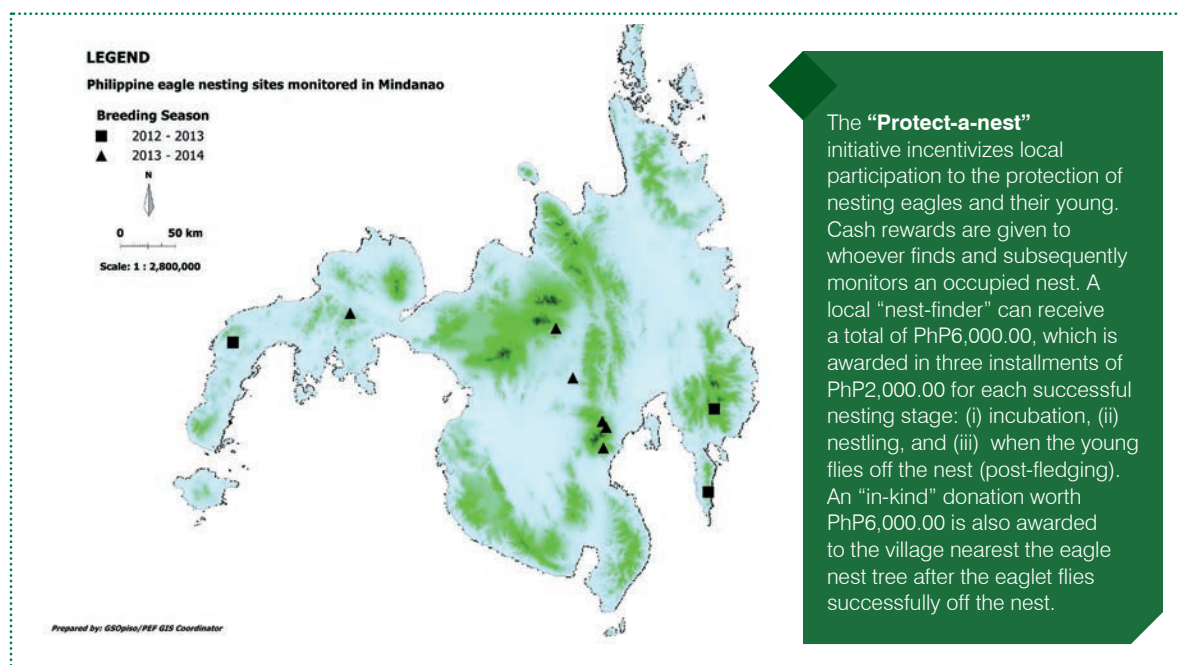 LEGEND
Philippine eagle nesting sites monitored in Mindanao
Breeding Season
2012 - 2013
2013 - 2014
N
0 50 km
Scale: 1 : 2,800,000
Prepared by: GSOpiso/PEF GIS Coordinator
The “Protect-a-nest”
initiative incentivizes local
participation to the protection of
nesting eagles and their young.
Cash rewards are given to
whoever finds and subsequently
monitors an occupied nest. A
local “nest-finder” can receive
a total of PhP6,000.00, which is
awarded in three installments of
PhP2,000.00 for each successful
nesting stage: (i) incubation, (ii)
nestling, and (iii) when the young
flies off the nest (post-fledging).
An “in-kind” donation worth
PhP6,000.00 is also awarded
to the village nearest the eagle
nest tree after the eaglet flies
successfully off the nest.